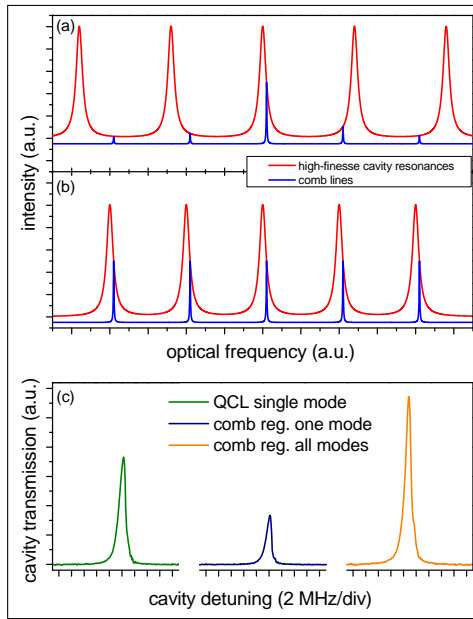 (a)
intensity (a.u.)
high-finesse cavity resonances
comb lines
(b)
optical frequency (a.u.)
(c)
QCL single mode
comb reg. one mode
comb reg. all modes
cavity transmission (a.u.)
cavity detuning (2 MHz/div)